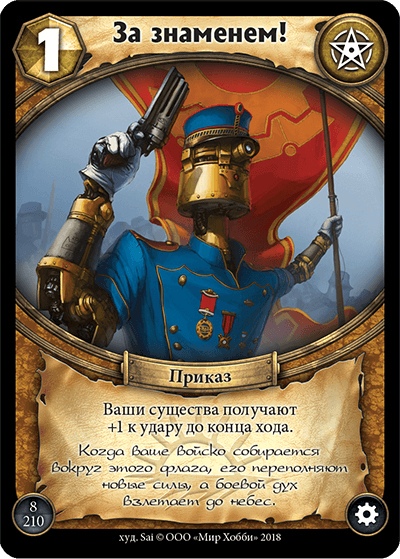 1
За знаменем!
Приказ
Ваши существа получают
+1 к удару до конца хода.
Когда ваше войско собирается
вокруг этого флага, его переполняют
новые силы, а боевой дух
взлетает до небес.
8
210
худ. Sai © ООО «Мир Хобби» 2018